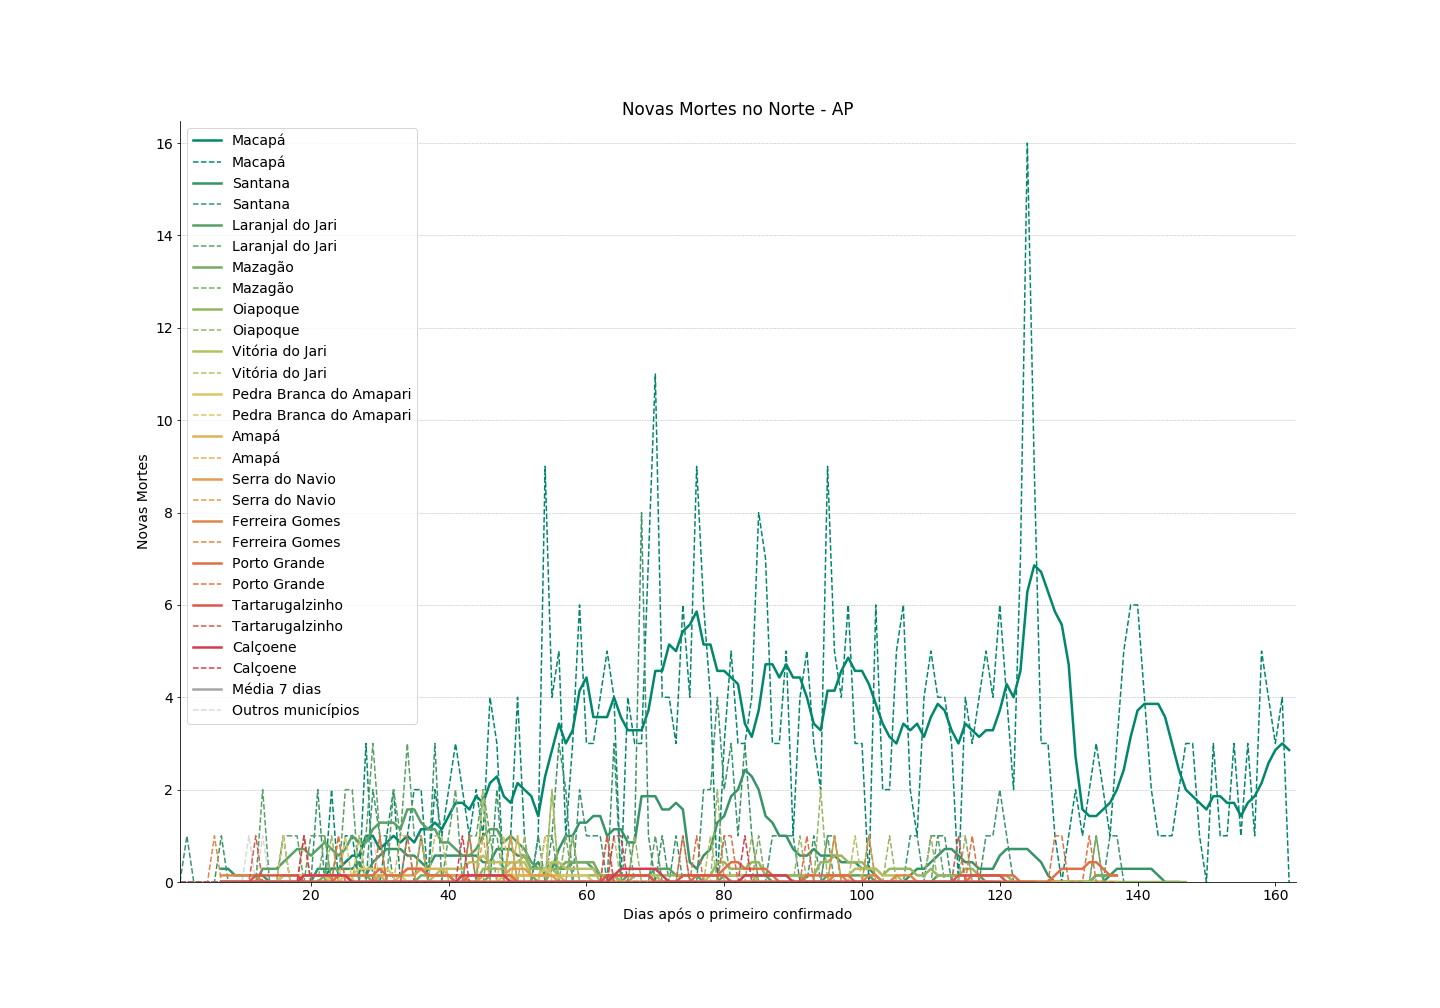 Novas Mortes no Norte - AP
Novas Mortes
16
14
12
10
8
6
4
2
0
Macapá
Macapá
Santana
Santana
Laranjal do Jari
Laranjal do Jari
Mazagão
Mazagão
Oiapoque
Oiapoque
Vitória do Jari
Vitória do Jari
Pedra Branca do Amapari
Pedra Branca do Amapari
Amapá
Amapá
Serra do Navio
Serra do Navio
Ferreira Gomes
Ferreira Gomes
Porto Grande
Porto Grande
Tartarugalzinho
Tartarugalzinho
Calçoene
Calçoene
Média 7 dias
Outros municípios
20 40 60 80 100 120 140 160
Dias após o primeiro confirmado